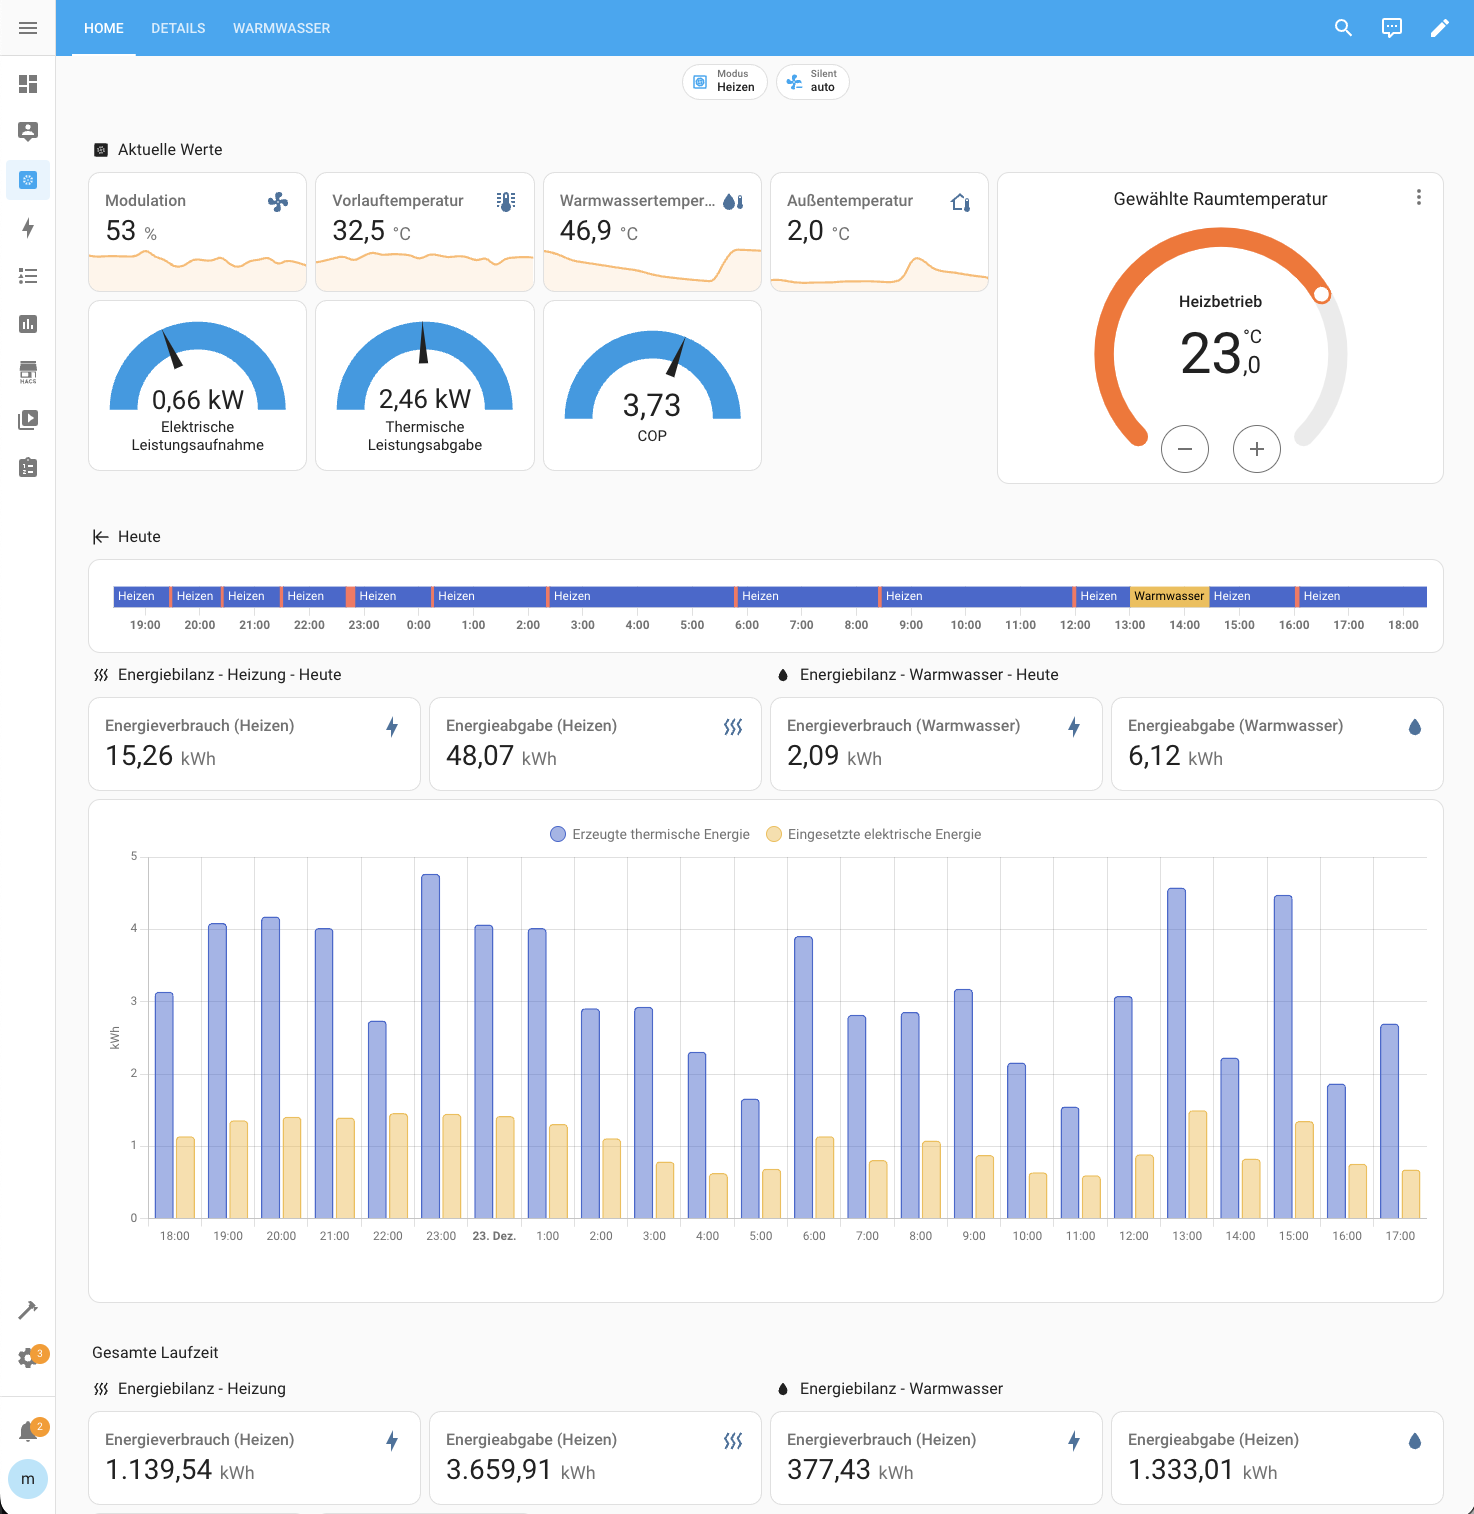 HOME DETAILS WARMWASSER
Modus
Heizen
Silent
auto
Aktuelle Werte
Modulation
53 %
Vorlauftemperatur
32,5 °C
Warmwassertemper...
46,9 °C
Außentemperatur
2,0 °C
Gewählte Raumtemperatur
Heizbetrieb
23,0 °C
0,66 kW
Elektrische
Leistungsaufnahme
2,46 kW
Thermische
Leistungsabgabe
3,73
COP
HACS
Heute
Heizen Heizen Heizen Heizen Heizen Heizen Heizen Heizen Heizen Heizen Warmwasser Heizen Heizen
19:00 20:00 21:00 22:00 23:00 0:00 1:00 2:00 3:00 4:00 5:00 6:00 7:00 8:00 9:00 10:00 11:00 12:00 13:00 14:00 15:00 16:00 17:00 18:00
Energiebilanz - Heizung - Heute
Energiebilanz - Warmwasser - Heute
Energieverbrauch (Heizen)
15,26 kWh
Energieabgabe (Heizen)
48,07 kWh
Energieverbrauch (Warmwasser)
2,09 kWh
Energieabgabe (Warmwasser)
6,12 kWh
Erzeugte thermische Energie Eingesetzte elektrische Energie
5
4
3
kWh
2
1
0
18:00 19:00 20:00 21:00 22:00 23:00 23. Dez. 1:00 2:00 3:00 4:00 5:00 6:00 7:00 8:00 9:00 10:00 11:00 12:00 13:00 14:00 15:00 16:00 17:00
Gesamte Laufzeit
3
Energiebilanz - Heizung
Energiebilanz - Warmwasser
2
Energieverbrauch (Heizen)
1.139,54 kWh
Energieabgabe (Heizen)
3.659,91 kWh
Energieverbrauch (Heizen)
377,43 kWh
Energieabgabe (Heizen)
1.333,01 kWh
m